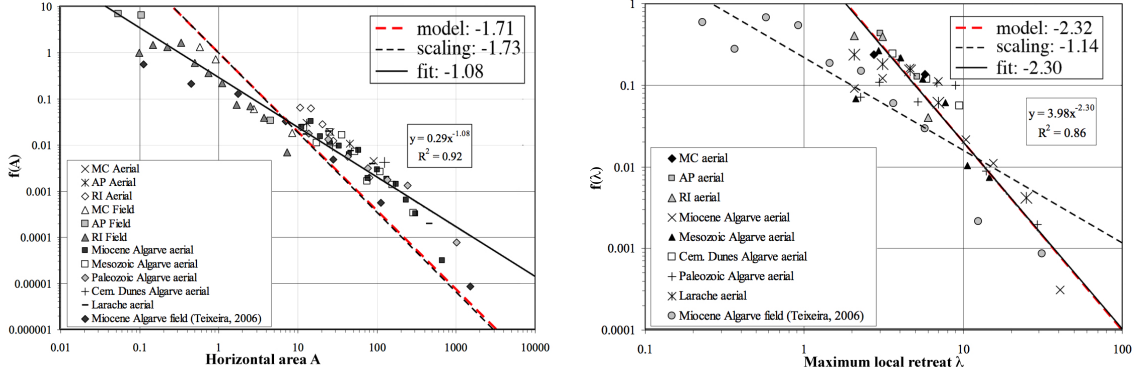 model: -1.71
scaling: -1.73
fit: -1.08
10
1
0.1
0.01
0.001
0.0001
0.00001
0.000001
f(A)
y = 0.29x^-1.08
R² = 0.92
MC Aerial
AP Aerial
RI Aerial
MC Field
AP Field
RI Field
Miocene Algarve aerial
Mesozoic Algarve aerial
Paleozoic Algarve aerial
Cem. Dunes Algarve aerial
Larache aerial
Miocene Algarve field (Teixeira, 2006)
0.01 0.1 1 10 100 1000 10000
Horizontal area A
model: -2.32
scaling: -1.14
fit: -2.30
1
0.1
0.01
0.001
0.0001
f(λ)
y = 3.98x^-2.30
R² = 0.86
MC aerial
AP aerial
RI aerial
Miocene Algarve aerial
Mesozoic Algarve aerial
Cem. Dunes Algarve aerial
Paleozoic Algarve aerial
Larache aerial
Miocene Algarve field (Teixeira, 2006)
0.1 1 10 100
Maximum local retreat λ